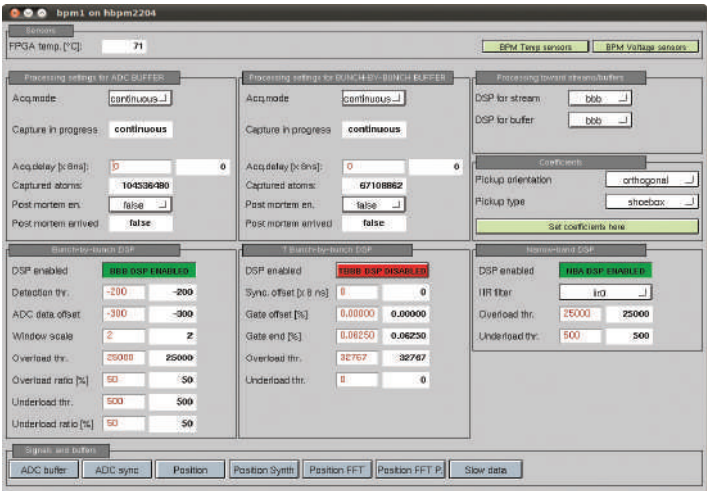 bpm1 on hbpm2204
Sensors
FPGA temp.[°C]: 71 BPM Temp sensors BPM Voltage sensors
Processing settings for ADC BUFFER
Acq.mode continuous
Capture in progress continuous
Acq.delay [x 8ns]: 0 0
Captured atoms: 104536480
Post mortem en. false
Post mortem arrived false
Processing settings for BUNCH-BY-BUNCH BUFFER
Acq.mode continuous
Capture in progress continuous
Acq.delay [x 8ns]: 0 0
Captured atoms: 67108862
Post mortem en. false
Post mortem arrived false
Processing toward streams/buffers
DSP for stream bbb
DSP for buffer bbb
Coefficients
Pickup orientation orthogonal
Pickup type shoebox
Set coefficients here
Bunch-by-bunch DSP
DSP enabled BBB DSP ENABLED
Detection thr. -200 -200
ADC data offset -300 -300
Window scale 2 2
Overload thr. 25000 25000
Overload ratio [%] 50 50
Underload thr. 500 500
Underload ratio [%] 50 50
T Bunch-by-bunch DSP
DSP enabled TBBB DSP DISABLED
Sync. offset [x 8 ns] 0 0
Gate offset [%] 0.00000 0.00000
Gate end [%] 0.06250 0.06250
Overload thr. 32767 32767
Underload thr. 0 0
Narrow-band DSP
DSP enabled NBA DSP ENABLED
IIR filter iir0
Overload thr. 25000 25000
Underload thr. 500 500
Signals and buffers
ADC buffer ADC sync Position Position Synth Position FFT Position FFT P. Slow data